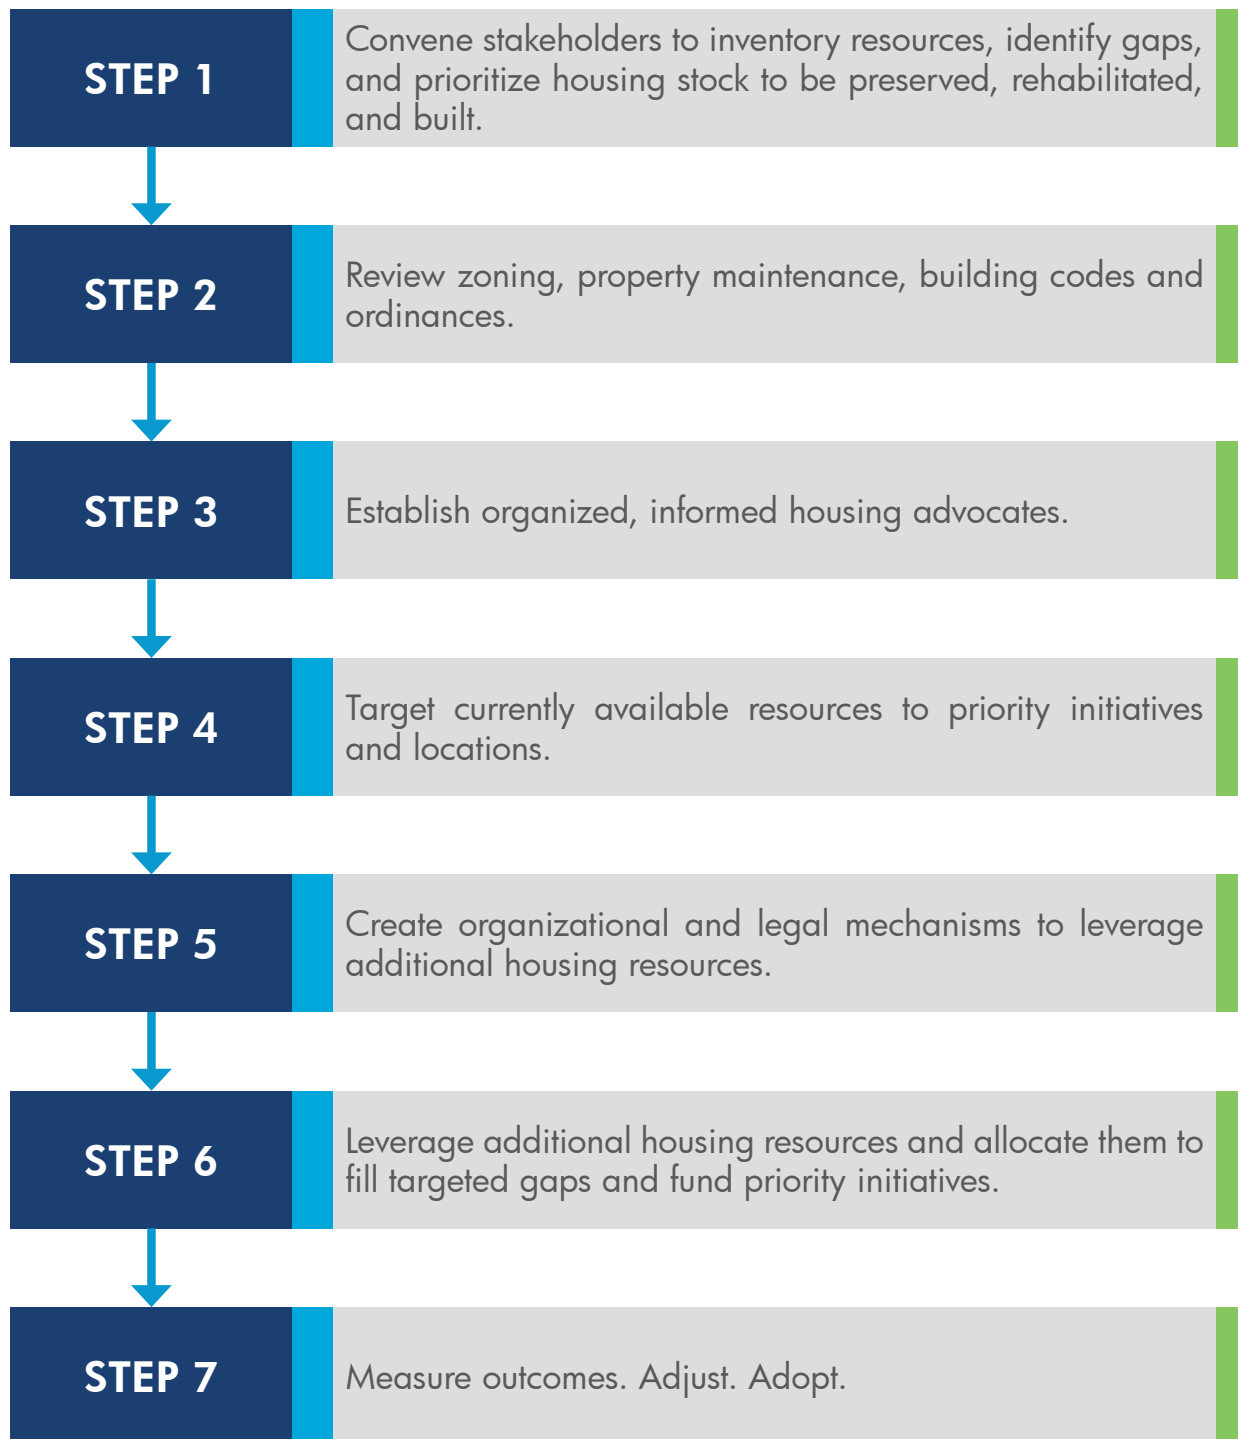 STEP 1
Convene stakeholders to inventory resources, identify gaps,
and prioritize housing stock to be preserved, rehabilitated,
and built.
STEP 2
Review zoning, property maintenance, building codes and
ordinances.
STEP 3
Establish organized, informed housing advocates.
STEP 4
Target currently available resources to priority initiatives
and locations.
STEP 5
Create organizational and legal mechanisms to leverage
additional housing resources.
STEP 6
Leverage additional housing resources and allocate them to
fill targeted gaps and fund priority initiatives.
STEP 7
Measure outcomes. Adjust. Adopt.